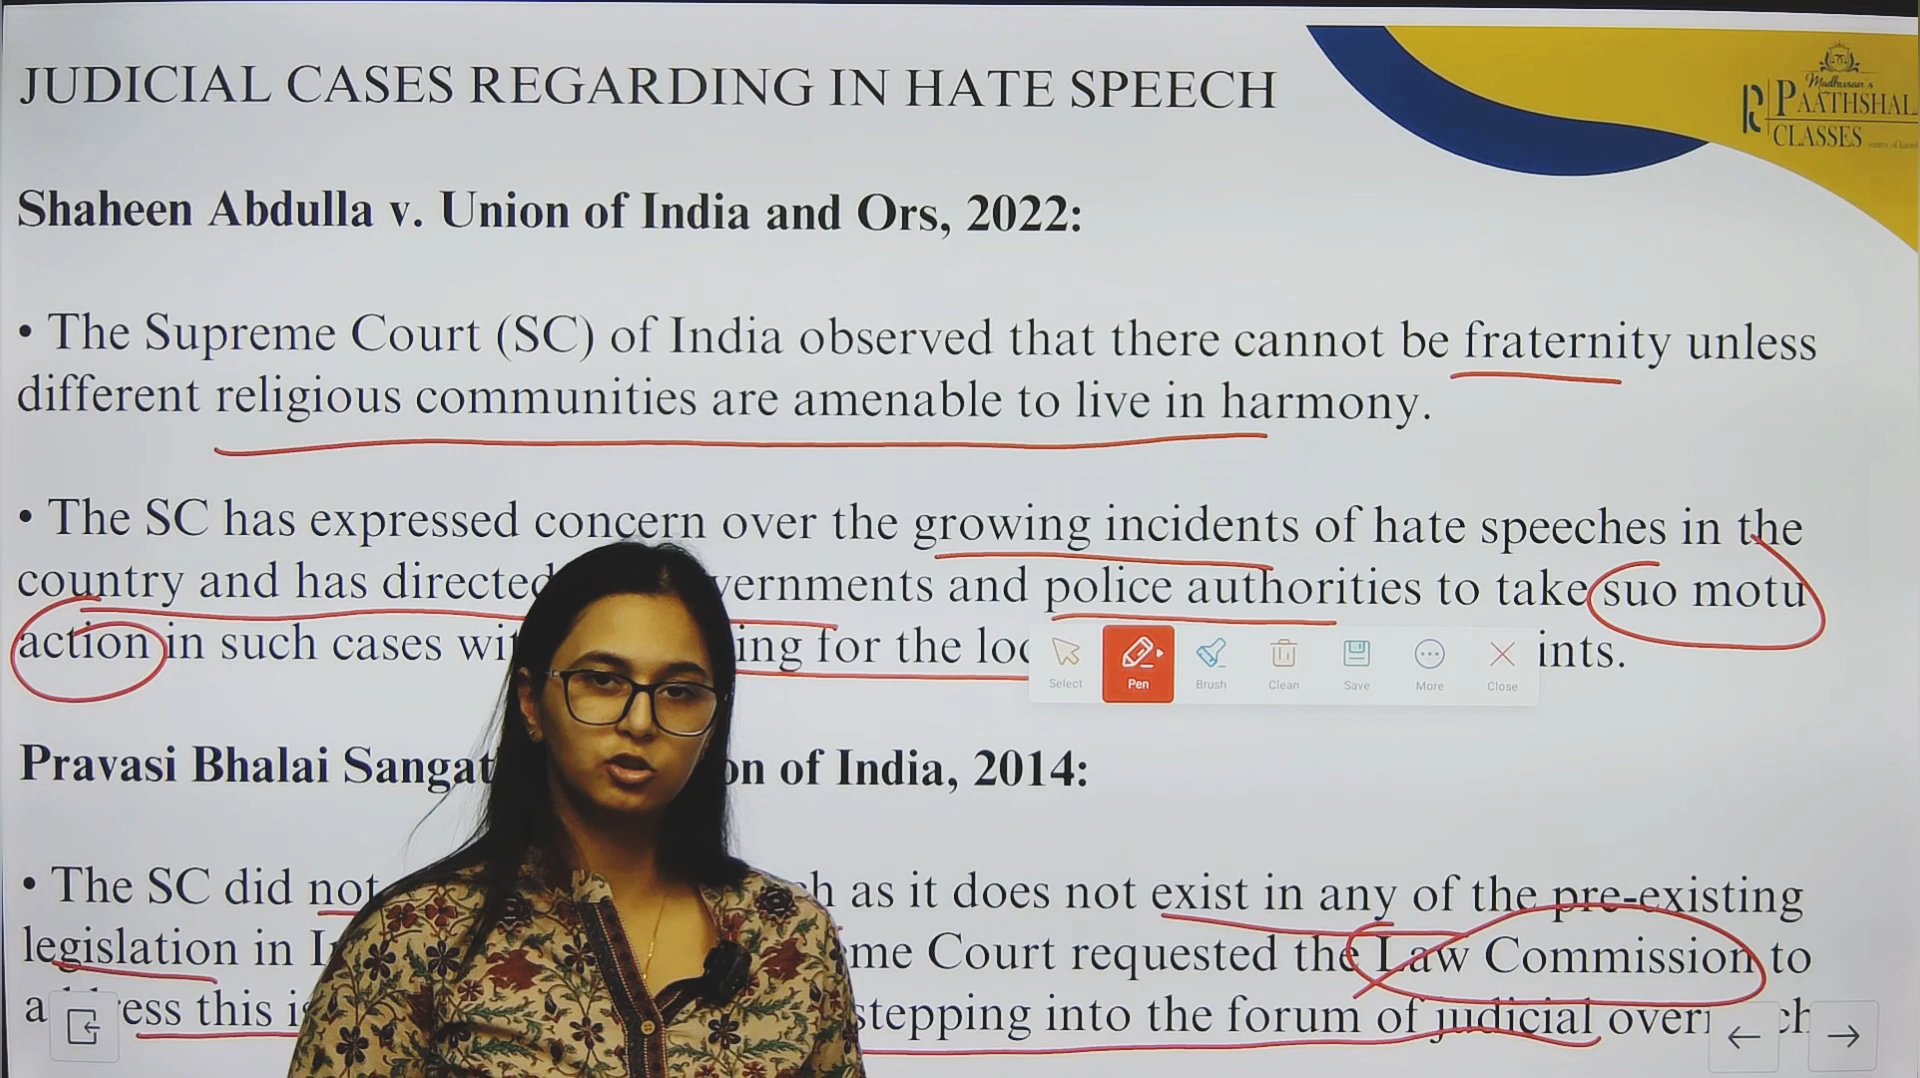 JUDICIAL CASES REGARDING IN HATE SPEECH
Madhusan's
PAATHSHAL
CLASSES
Shaheen Abdulla v. Union of India and Ors, 2022:
• The Supreme Court (SC) of India observed that there cannot be fraternity unless
different religious communities are amenable to live in harmony.
• The SC has expressed concern over the growing incidents of hate speeches in the
country and has directed vernments and police authorities to take suo motu
action in such cases wit ing for the lo ints.
Select Pen Brush Clean Save More Close
Pravasi Bhalai Sangat on of India, 2014:
• The SC did not h as it does not exist in any of the pre-existing
legislation in I me Court requested the Law Commission to
a ess this is stepping into the forum of judicial over ch